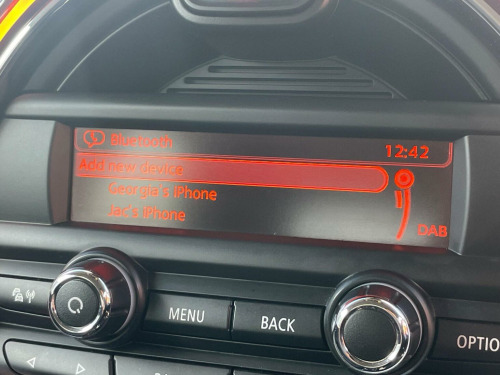 Bluetooth
12:42
Add new device
Georgia's iPhone
Jac's iPhone
DAB
MENU
BACK
OPTIO